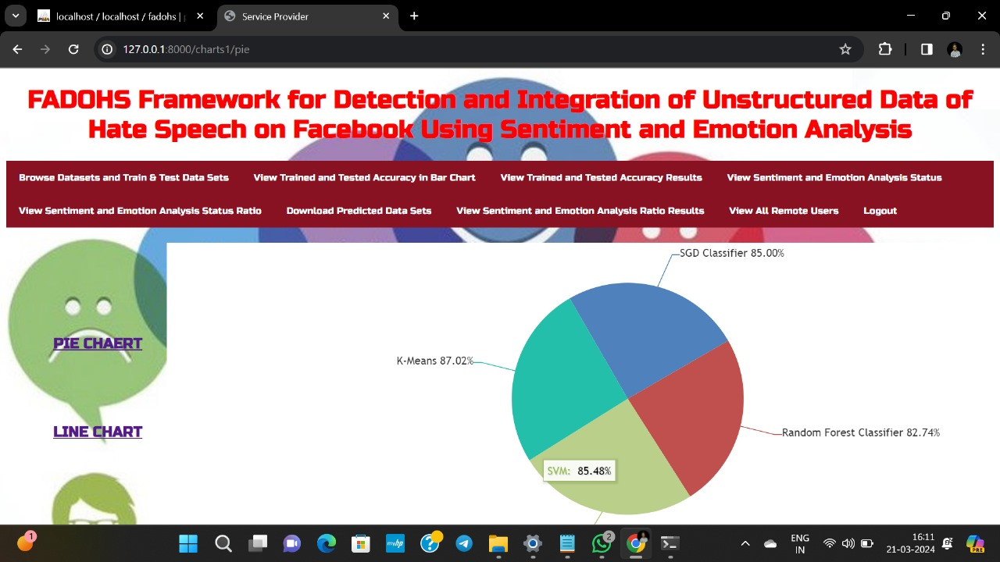 localhost / localhost / fadohs |
Service Provider
127.0.0.1:8000/charts1/pie
FADOHS Framework for Detection and Integration of Unstructured Data of
Hate Speech on Facebook Using Sentiment and Emotion Analysis
Browse Datasets and Train & Test Data Sets
View Trained and Tested Accuracy in Bar Chart
View Trained and Tested Accuracy Results
View Sentiment and Emotion Analysis Status
View Sentiment and Emotion Analysis Status Ratio
Download Predicted Data Sets
View Sentiment and Emotion Analysis Ratio Results
View All Remote Users
Logout
SGD Classifier 85.00%
PIE CHAERT
K-Means 87.02%
LINE CHART
Random Forest Classifier 82.74%
SVM: 85.48%
1
myhp
2
ENG
IN
16:11
21-03-2024
PRE